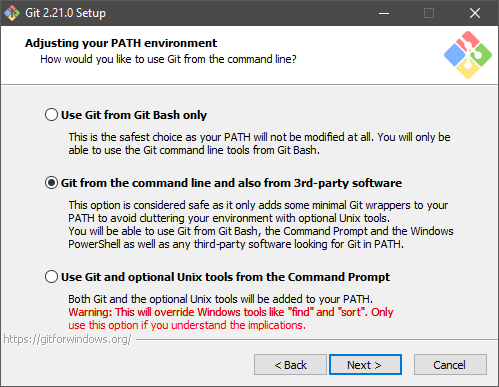 Git 2.21.0 Setup
Adjusting your PATH environment
How would you like to use Git from the command line?
Use Git from Git Bash only
This is the safest choice as your PATH will not be modified at all. You will only be
able to use the Git command line tools from Git Bash.
Git from the command line and also from 3rd-party software
This option is considered safe as it only adds some minimal Git wrappers to your
PATH to avoid cluttering your environment with optional Unix tools.
You will be able to use Git from Git Bash, the Command Prompt and the Windows
PowerShell as well as any third-party software looking for Git in PATH.
Use Git and optional Unix tools from the Command Prompt
Both Git and the optional Unix tools will be added to your PATH.
Warning: This will override Windows tools like "find" and "sort". Only
use this option if you understand the implications.
https://gitforwindows.org/
< Back
Next >
Cancel